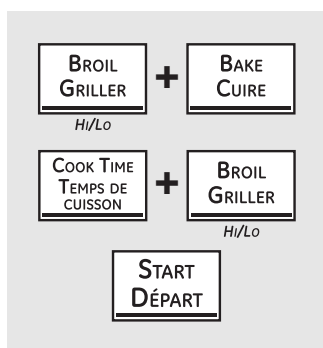 BROIL + BAKE
GRILLER CUIRE
HI/LO
COOK TIME + BROIL
TEMPS DE GRILLER
CUISSON
HI/LO
START
DÉPART